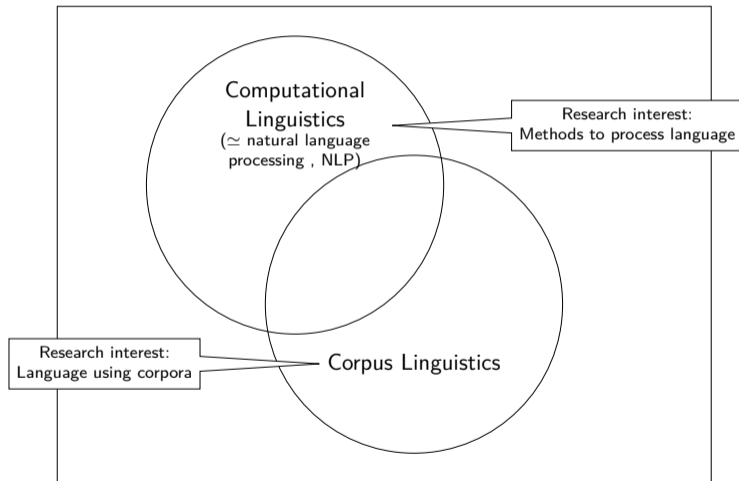 Computational
Linguistics
(≃ natural language
processing , NLP)
Research interest:
Methods to process language
Research interest:
Language using corpora
Corpus Linguistics